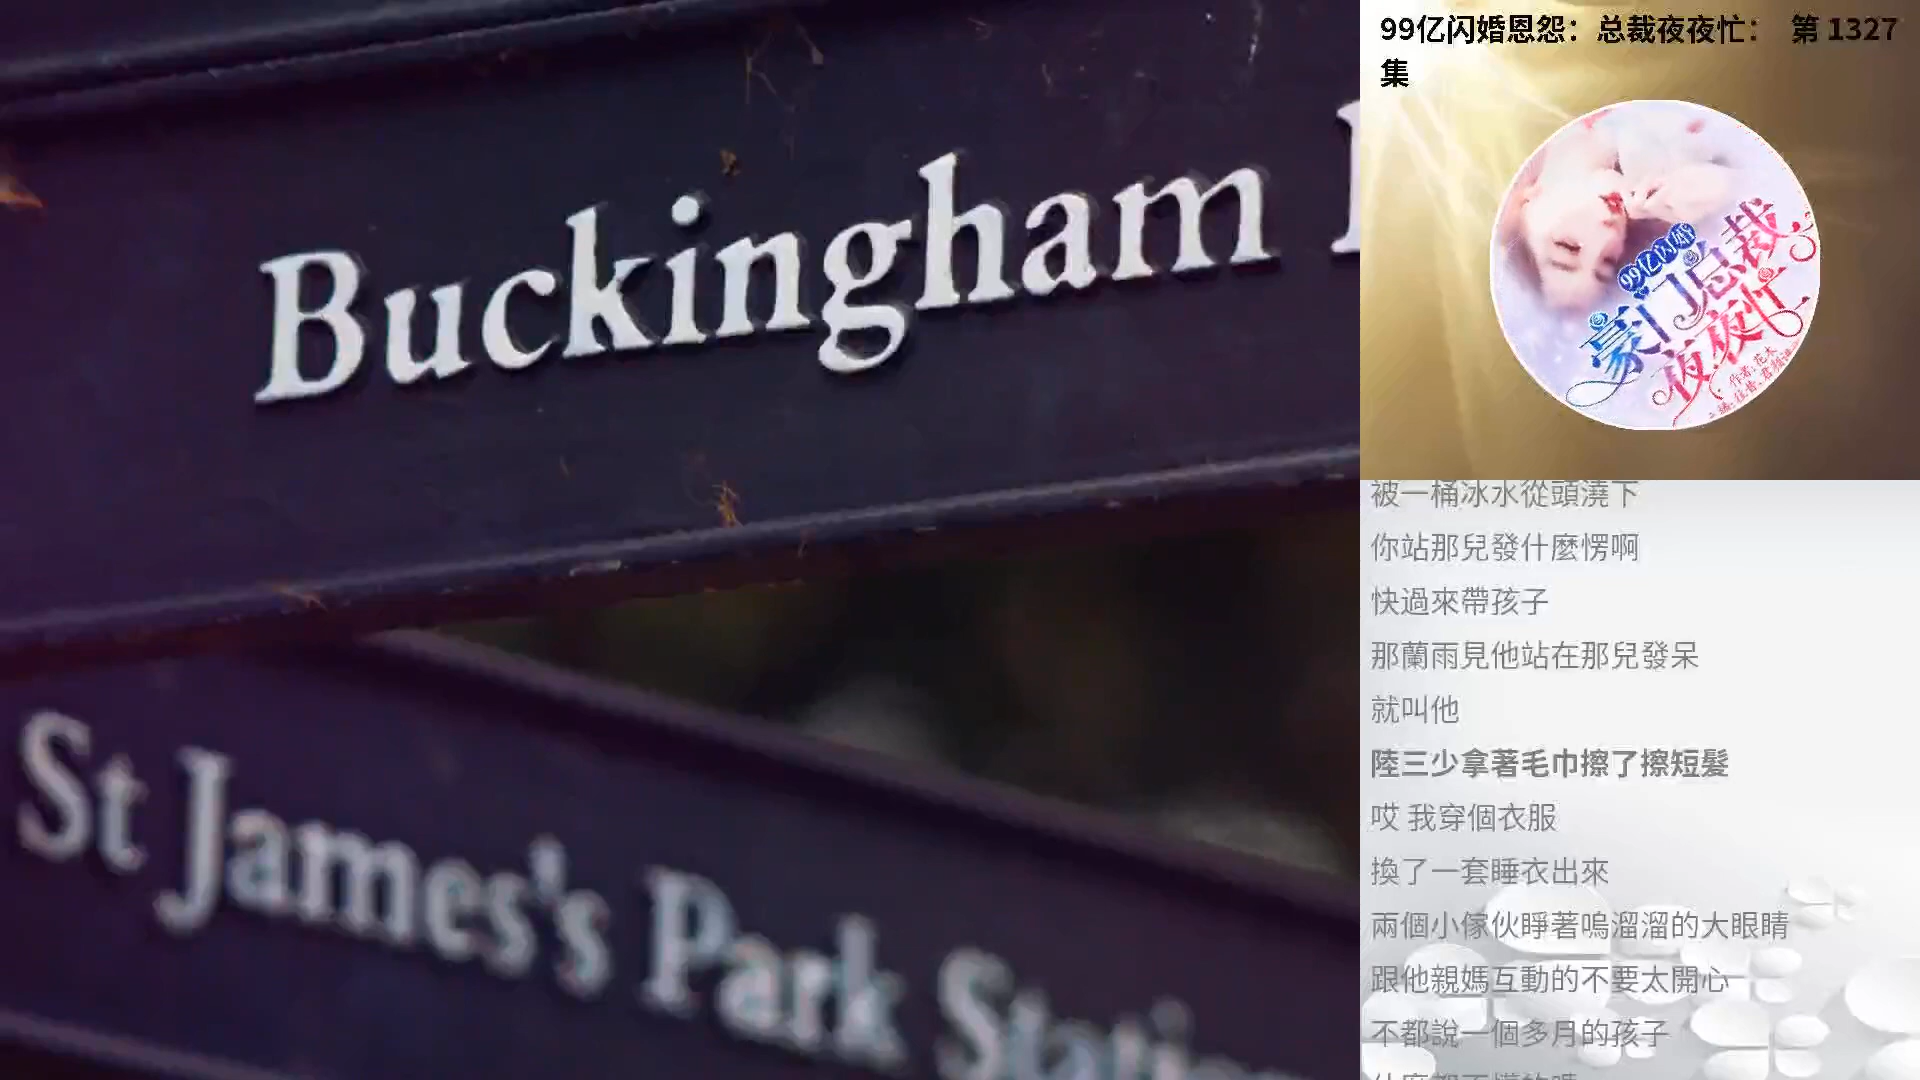 Buckingham
St James's Park Station
99亿闪婚恩怨：总裁夜夜忙： 第 1327
集
99亿闪婚
豪门总裁
夜夜忙
被一桶冰水從頭澆下
你站那兒發什麼愣啊
快過來帶孩子
那蘭雨見他站在那兒發呆
就叫他
陸三少拿著毛巾擦了擦短髮
哎 我穿個衣服
換了一套睡衣出來
兩個小傢伙睜著嗚溜溜的大眼睛
跟他親媽互動的不要太開心
不都說一個多月的孩子